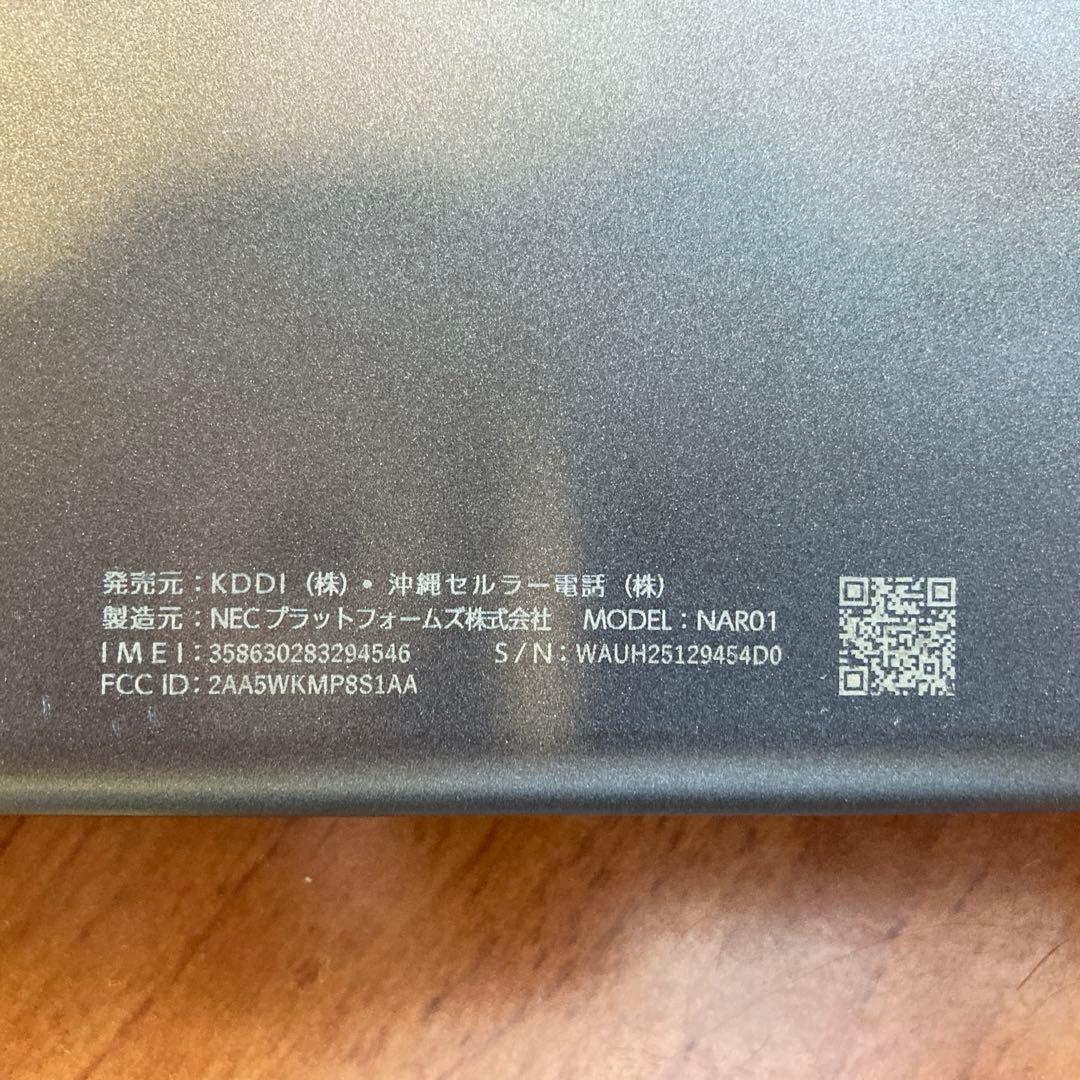 発売元：KDDI（株）・沖縄セルラー電話（株）
製造元：NECプラットフォームズ株式会社 MODEL：NAR01
IMEI：358630283294546 S/N：WAUH25129454D0
FCC ID：2AA5WKMP8S1AA